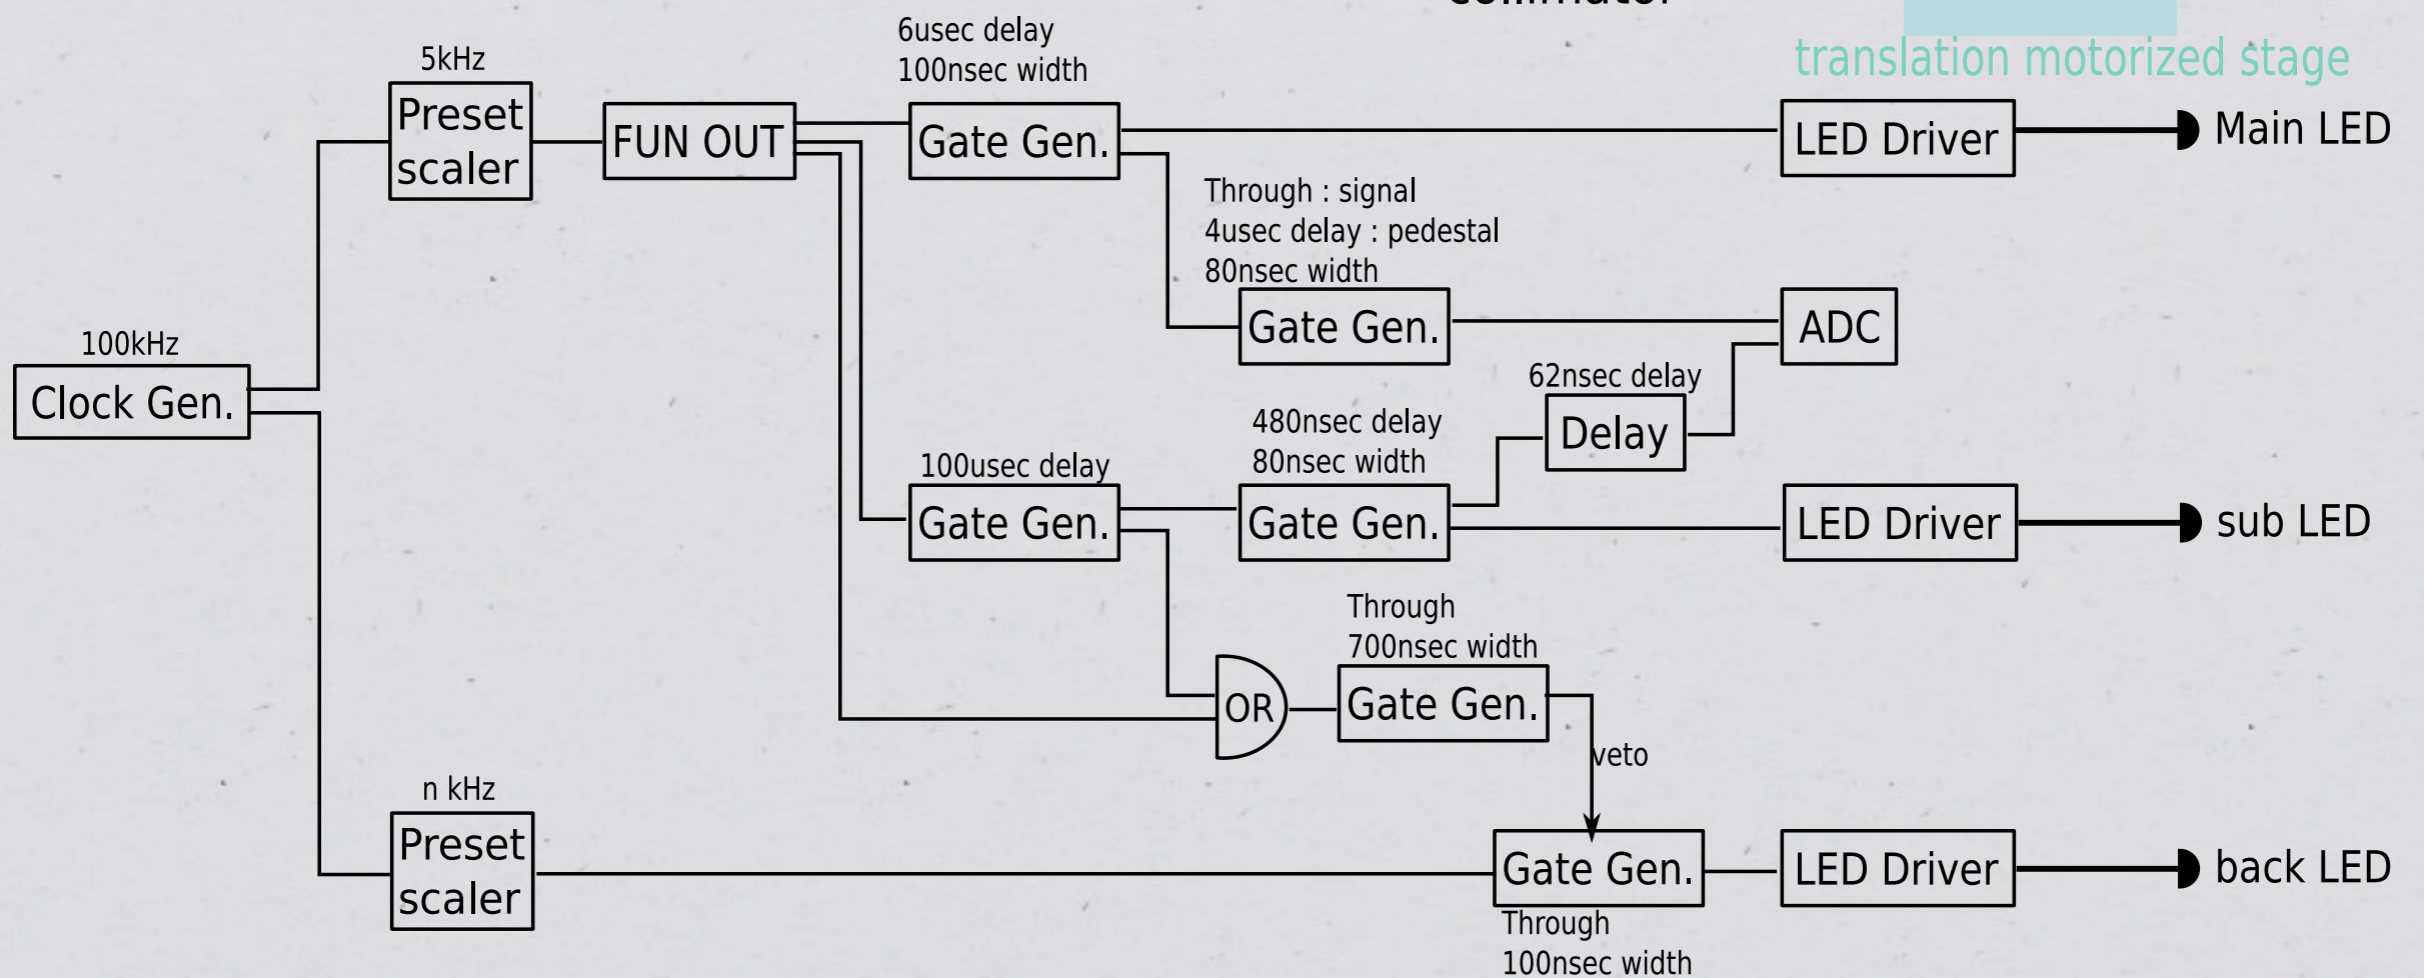 translation motorized stage
6usec delay
100nsec width
5kHz
Preset
scaler
FUN OUT
Gate Gen.
LED Driver
Main LED
Through : signal
4usec delay : pedestal
80nsec width
Gate Gen.
ADC
100kHz
Clock Gen.
62nsec delay
Delay
480nsec delay
80nsec width
100usec delay
Gate Gen.
Gate Gen.
LED Driver
sub LED
Through
700nsec width
OR
Gate Gen.
veto
n kHz
Preset
scaler
Gate Gen.
LED Driver
back LED
Through
100nsec width